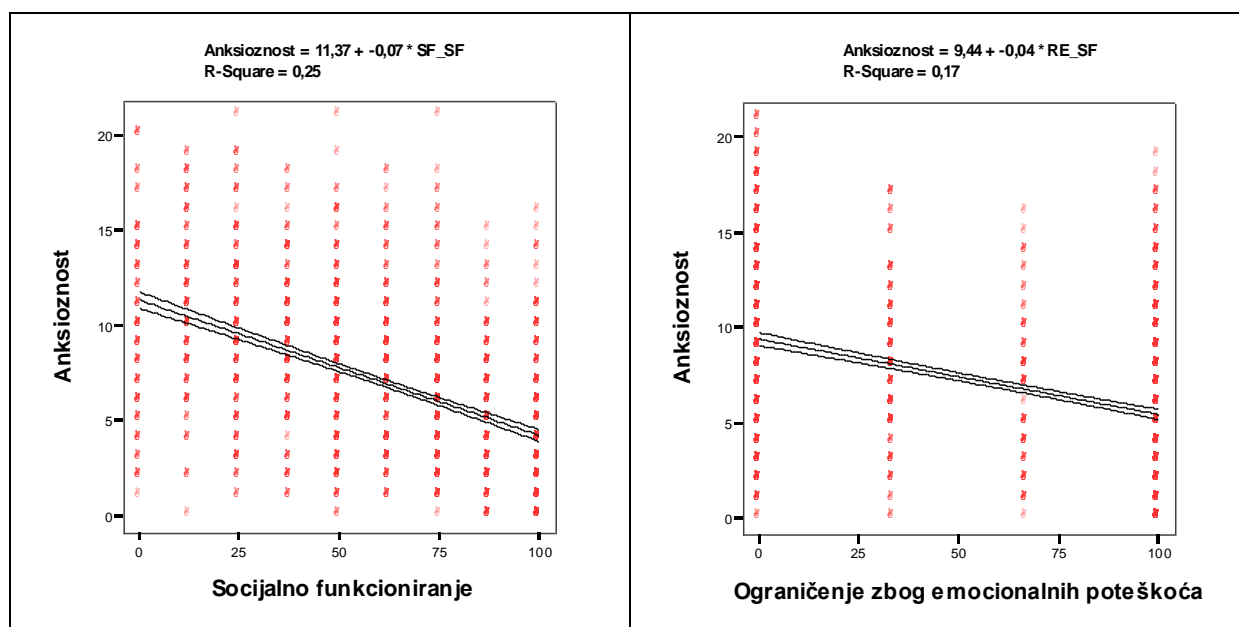 Anksioznost = 11,37 + -0,07 * SF_SF
R-Square = 0,25
20
15
10
5
0
Anksioznost
0 25 50 75 100
Socijalno funkcioniranje
Anksioznost = 9,44 + -0,04 * RE_SF
R-Square = 0,17
20
15
10
5
0
Anksioznost
0 25 50 75 100
Ograničenje zbog emocionalnih poteškoća